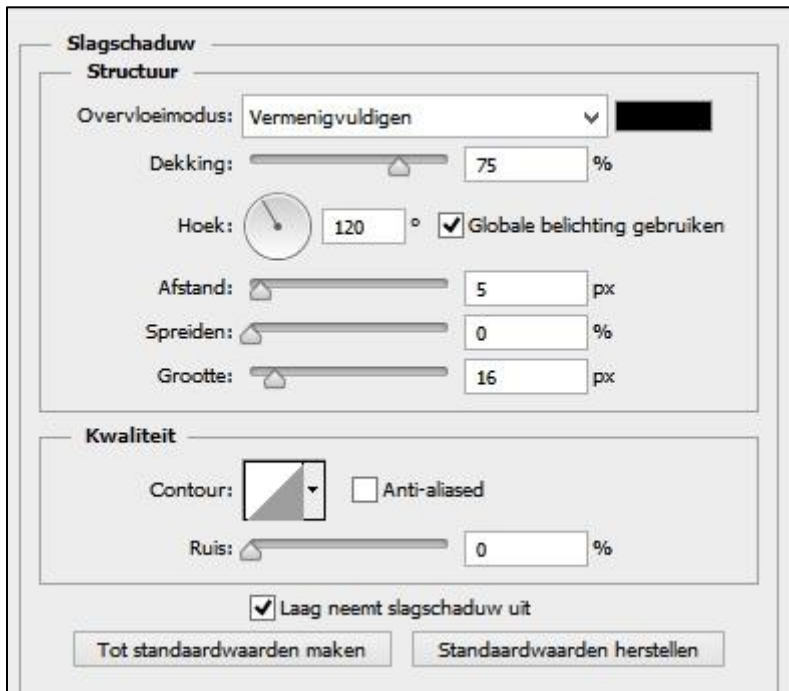 Slagschaduw
Structuur
Overvloeimodus: Vermenigvuldigen
Dekking: 75 %
Hoek: 120 ° Globale belichting gebruiken
Afstand: 5 px
Spreiden: 0 %
Grootte: 16 px
Kwaliteit
Contour: Anti-aliased
Ruis: 0 %
Laag neemt slagschaduw uit
Tot standaardwaarden maken Standaardwaarden herstellen